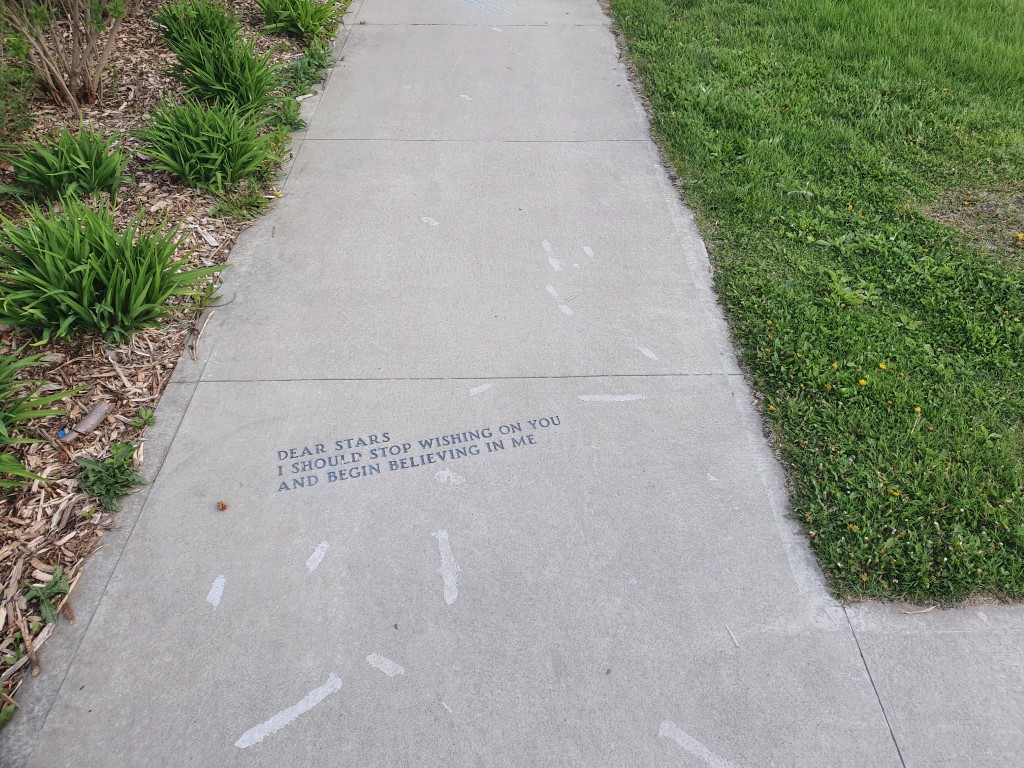 DEAR STARS
I SHOULD STOP WISHING ON YOU
AND BEGIN BELIEVING IN ME